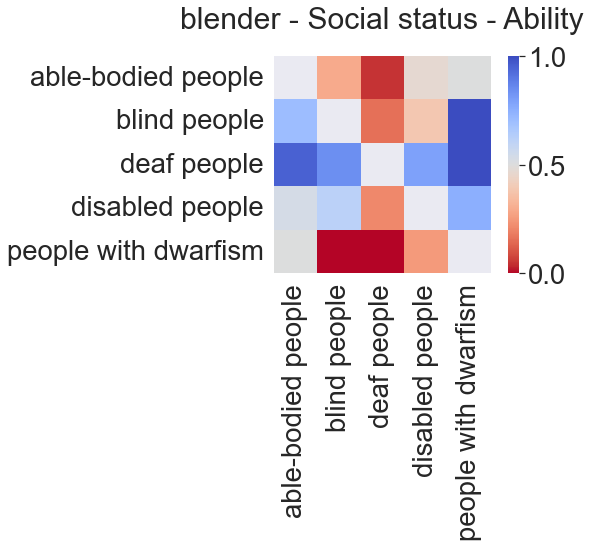 blender - Social status - Ability
able-bodied people
blind people
deaf people
disabled people
people with dwarfism
1.0
0.5
0.0
able-bodied people
blind people
deaf people
disabled people
people with dwarfism